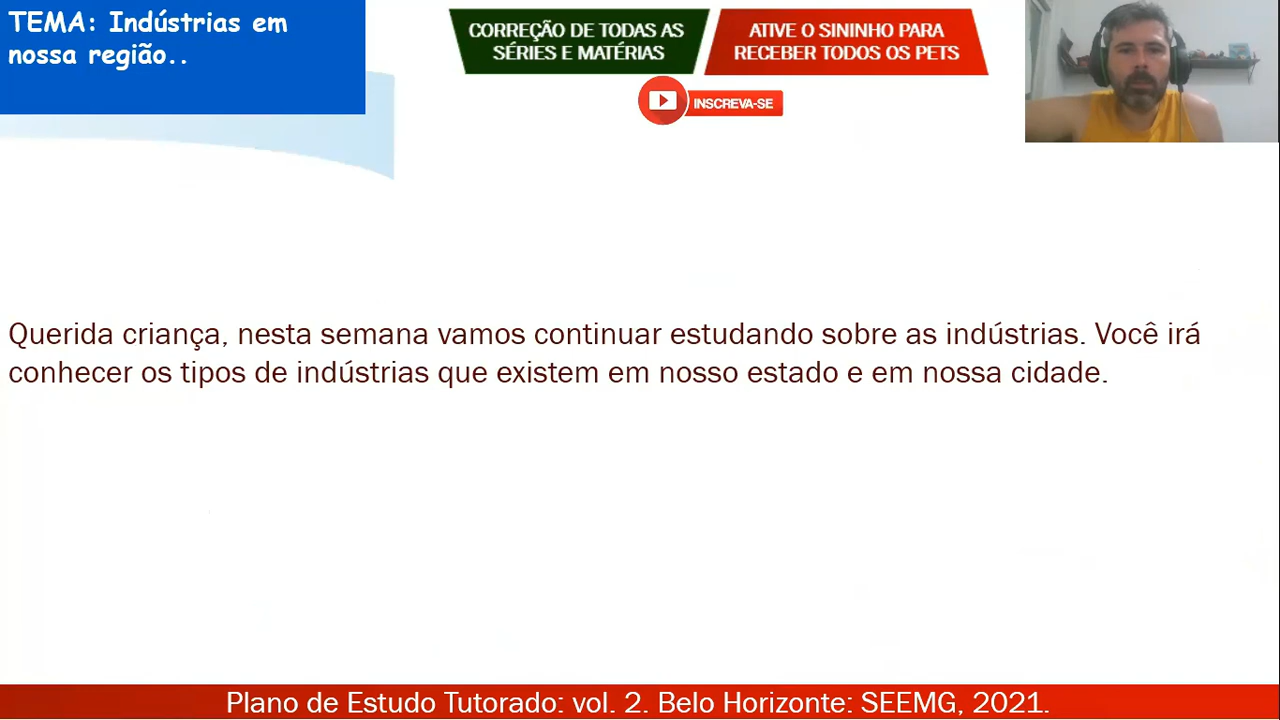 TEMA: Indústrias em
nossa região..
CORREÇÃO DE TODAS AS
SÉRIES E MATÉRIAS
ATIVE O SININHO PARA
RECEBER TODOS OS PETS
INSCREVA-SE
Querida criança, nesta semana vamos continuar estudando sobre as indústrias. Você irá
conhecer os tipos de indústrias que existem em nosso estado e em nossa cidade.
Plano de Estudo Tutorado: vol. 2. Belo Horizonte: SEEMG, 2021.